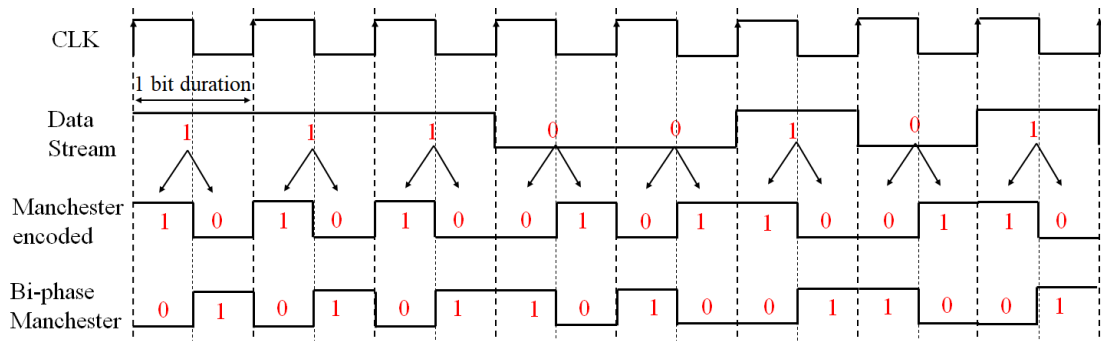 CLK
1 bit duration
Data
Stream
1 1 1 0 0 1 0 1
Manchester
encoded
1 0 1 0 1 0 0 1 0 1 1 0 0 1 1 0
Bi-phase
Manchester
0 1 0 1 0 1 1 0 1 0 0 1 1 0 0 1